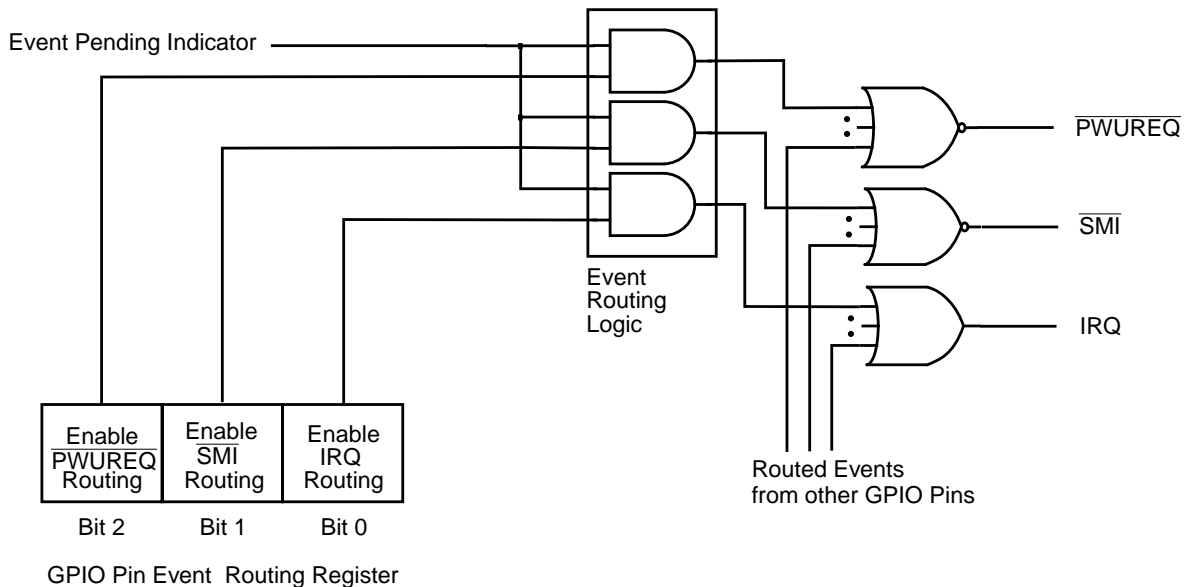 Event Pending Indicator
PWUREQ
SMI
IRQ
Event
Routing
Logic
Enable
PWUREQ
Routing
Enable
SMI
Routing
Enable
IRQ
Routing
Routed Events
from other GPIO Pins
Bit 2
Bit 1
Bit 0
GPIO Pin Event Routing Register